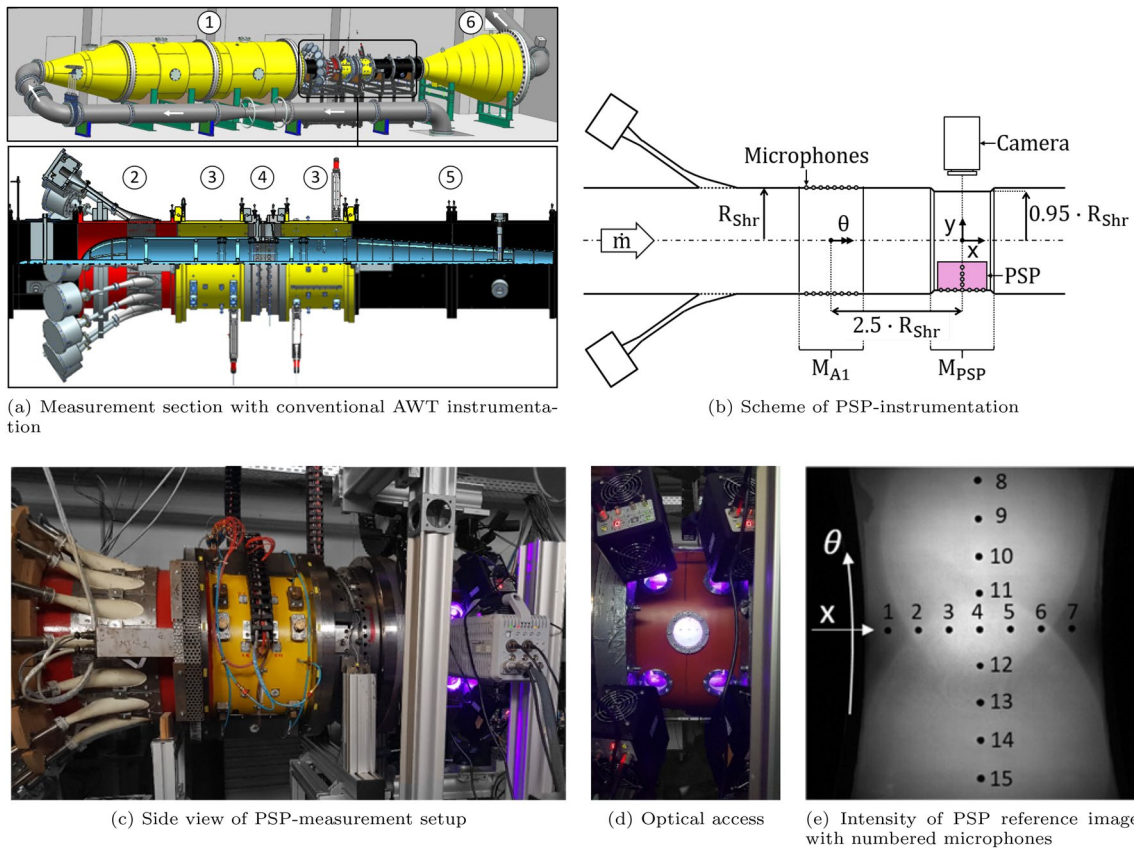 1
6
2
3
4
3
5
(a) Measurement section with conventional AWT instrumenta-
tion
Camera
Microphones
R_Shr
0.95 · R_Shr
ṁ
θ
y
x
PSP
2.5 · R_Shr
M_A1
M_PSP
(b) Scheme of PSP-instrumentation
(c) Side view of PSP-measurement setup
(d) Optical access
8
9
θ
10
11
x
1 2 3 4 5 6 7
12
13
14
15
(e) Intensity of PSP reference image
with numbered microphones